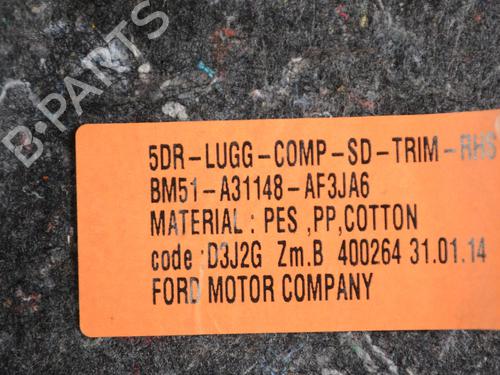 B-PARTS
5DR-LUGG-COMP-SD-TRIM-RHS
BM51-A31148-AF3JA6
MATERIAL : PES ,PP,COTTON
code :D3J2G Zm.B 400264 31.01.14
FORD MOTOR COMPANY